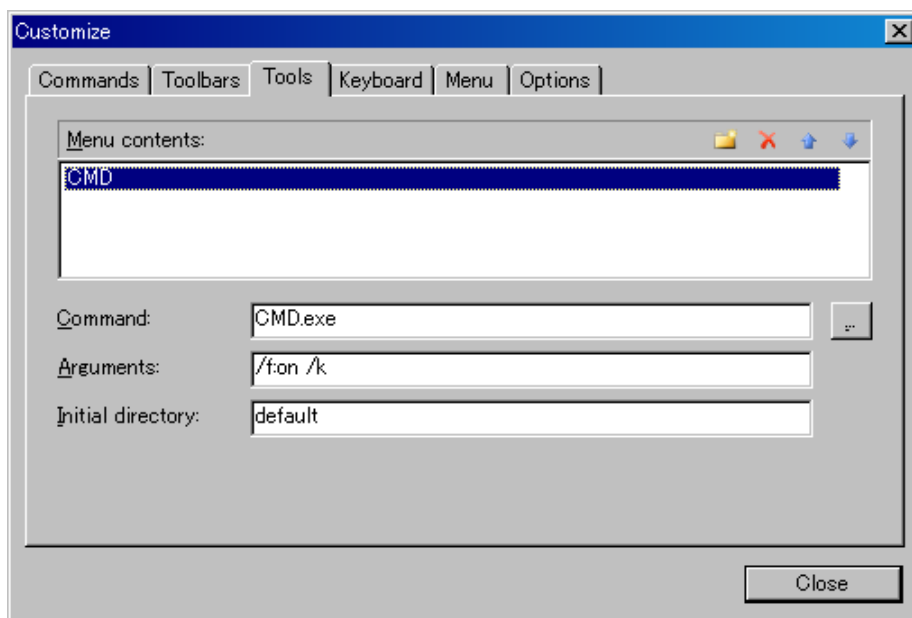 Customize
Commands Toolbars Tools Keyboard Menu Options
Menu contents:
CMD
Command: CMD.exe ...
Arguments: /f:on /k
Initial directory: default
Close